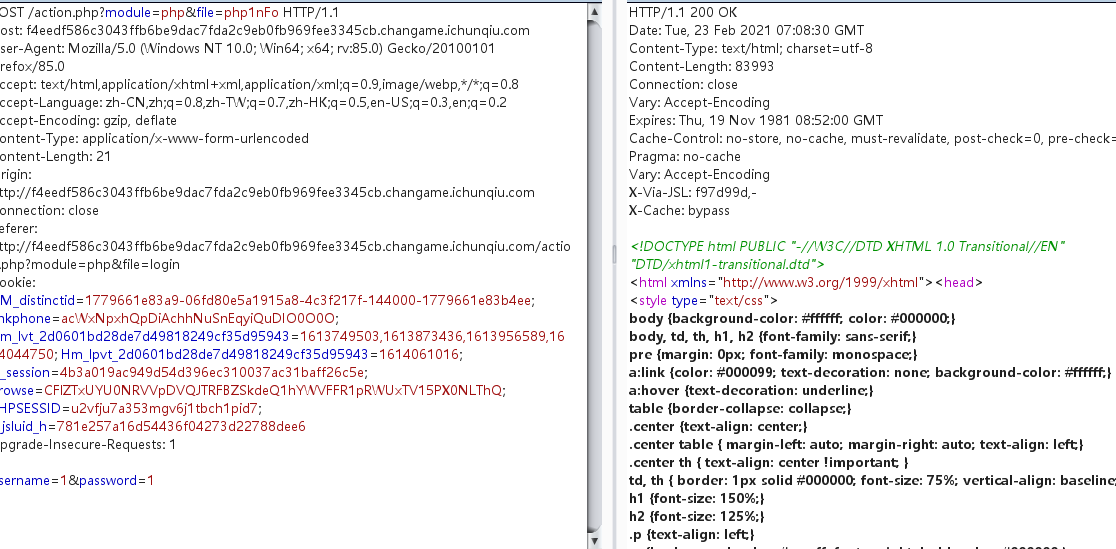 OST /action.php?module=php&file=php1nFo HTTP/1.1
ost: f4eedf586c3043ffb6be9dac7fda2c9eb0fb969fee3345cb.changame.ichunqiu.com
ser-Agent: Mozilla/5.0 (Windows NT 10.0; Win64; x64; rv:85.0) Gecko/20100101
irefox/85.0
ccept: text/html,application/xhtml+xml,application/xml;q=0.9,image/webp,*/*;q=0.8
ccept-Language: zh-CN,zh;q=0.8,zh-TW;q=0.7,zh-HK;q=0.5,en-US;q=0.3,en;q=0.2
ccept-Encoding: gzip, deflate
ontent-Type: application/x-www-form-urlencoded
ontent-Length: 21
rigin:
ttp://f4eedf586c3043ffb6be9dac7fda2c9eb0fb969fee3345cb.changame.ichunqiu.com
onnection: close
eferer:
ttp://f4eedf586c3043ffb6be9dac7fda2c9eb0fb969fee3345cb.changame.ichunqiu.com/actio
.php?module=php&file=login
ookie:
M_distinctid=1779661e83a9-06fd80e5a1915a8-4c3f217f-144000-1779661e83b4ee;
nkphone=acWxNpxhQpDiAchhNuSnEqyiQuDIO0O0O;
m_lvt_2d0601bd28de7d49818249cf35d95943=1613749503,1613873436,1613956589,16
4044750; Hm_lpvt_2d0601bd28de7d49818249cf35d95943=1614061016;
_session=4b3a019ac949d54d396ec310037ac31baff26c5e;
rowse=CFlZTxUYU0NRVVpDVQJTRFBZSkdeQ1hYWVFFR1pRWUxTV15PX0NLThQ;
HPSESSID=u2vfju7a353mgv6j1tbch1pid7;
_jsluid_h=781e257a16d54436f04273d22788dee6
pgrade-Insecure-Requests: 1
sername=1&password=1
HTTP/1.1 200 OK
Date: Tue, 23 Feb 2021 07:08:30 GMT
Content-Type: text/html; charset=utf-8
Content-Length: 83993
Connection: close
Vary: Accept-Encoding
Expires: Thu, 19 Nov 1981 08:52:00 GMT
Cache-Control: no-store, no-cache, must-revalidate, post-check=0, pre-check=
Pragma: no-cache
Vary: Accept-Encoding
X-Via-JSL: f97d99d,-
X-Cache: bypass
<!DOCTYPE html PUBLIC "-//W3C//DTD XHTML 1.0 Transitional//EN"
"DTD/xhtml1-transitional.dtd">
<html xmlns="http://www.w3.org/1999/xhtml"><head>
<style type="text/css">
body {background-color: #ffffff; color: #000000;}
body, td, th, h1, h2 {font-family: sans-serif;}
pre {margin: 0px; font-family: monospace;}
a:link {color: #000099; text-decoration: none; background-color: #ffffff;}
a:hover {text-decoration: underline;}
table {border-collapse: collapse;}
.center {text-align: center;}
.center table { margin-left: auto; margin-right: auto; text-align: left;}
.center th { text-align: center !important; }
td, th { border: 1px solid #000000; font-size: 75%; vertical-align: baseline;
h1 {font-size: 150%;}
h2 {font-size: 125%;}
.p {text-align: left;}